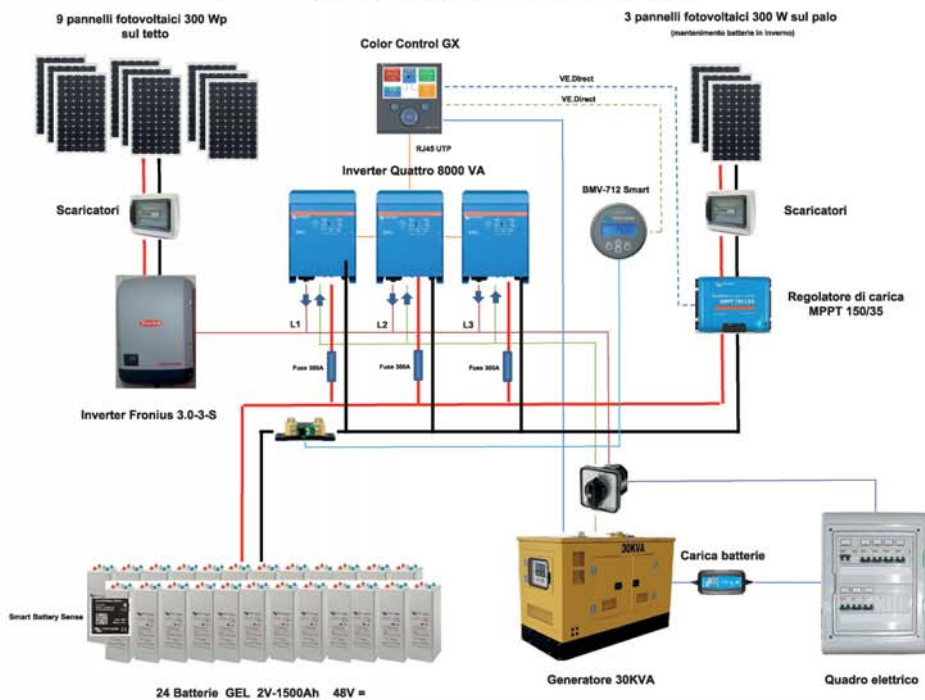 9 pannelli fotovoltaici 300 Wp
sul tetto
3 pannelli fotovoltaici 300 W sul palo
(mantenimento batterie in inverno)
Color Control GX
VE.Direct
VE.Direct
RJ45 UTP
Inverter Quattro 8000 VA
BMV-712 Smart
Scaricatori
Scaricatori
Regolatore di carica
MPPT 150/35
MPPT 150/35
L1
L2
L3
Fuse 300A
Fuse 300A
Fuse 300A
Inverter Fronius 3.0-3-S
30KVA
Carica batterie
Smart Battery Sense
24 Batterie GEL 2V-1500Ah 48V =
Generatore 30KVA
Quadro elettrico